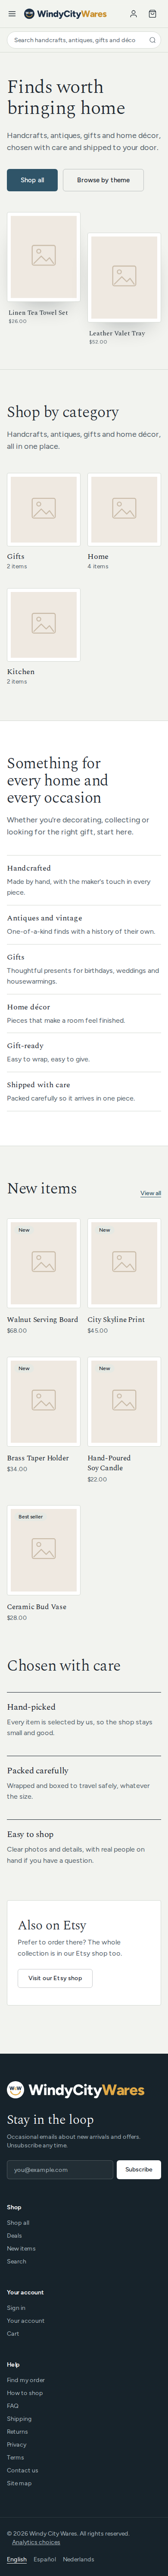 WindyCityWares
Search handcrafts, antiques, gifts and déco
Finds worth
bringing home
Handcrafts, antiques, gifts and home décor,
chosen with care and shipped to your door.
Shop all
Browse by theme
Linen Tea Towel Set
$26.00
Leather Valet Tray
$52.00
Shop by category
Handcrafts, antiques, gifts and home décor,
all in one place.
Gifts
2 items
Home
4 items
Kitchen
2 items
Something for
every home and
every occasion
Whether you're decorating, collecting or
looking for the right gift, start here.
Handcrafted
Made by hand, with the maker's touch in every
piece.
Antiques and vintage
One-of-a-kind finds with a history of their own.
Gifts
Thoughtful presents for birthdays, weddings and
housewarmings.
Home décor
Pieces that make a room feel finished.
Gift-ready
Easy to wrap, easy to give.
Shipped with care
Packed carefully so it arrives in one piece.
New items
View all
New
New
Walnut Serving Board
$68.00
City Skyline Print
$45.00
New
New
Brass Taper Holder
$34.00
Hand-Poured
Soy Candle
$22.00
Best seller
Ceramic Bud Vase
$28.00
Chosen with care
Hand-picked
Every item is selected by us, so the shop stays
small and good.
Packed carefully
Wrapped and boxed to travel safely, whatever
the size.
Easy to shop
Clear photos and details, with real people on
hand if you have a question.
Also on Etsy
Prefer to order there? The whole
collection is in our Etsy shop too.
Visit our Etsy shop
WindyCityWares
Stay in the loop
Occasional emails about new arrivals and offers.
Unsubscribe any time.
you@example.com
Subscribe
Shop
Shop all
Deals
New items
Search
Your account
Sign in
Your account
Cart
Help
Find my order
How to shop
FAQ
Shipping
Returns
Privacy
Terms
Contact us
Site map
© 2026 Windy City Wares. All rights reserved.
Analytics choices
English Español Nederlands